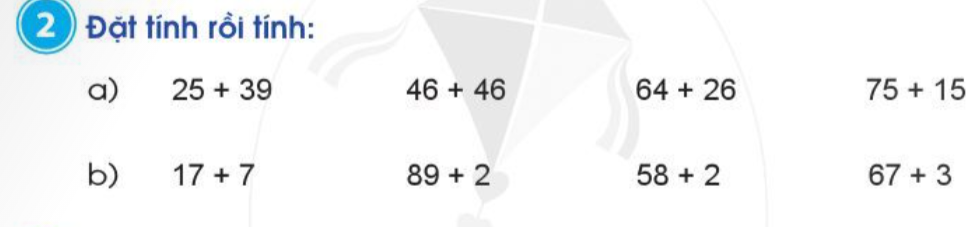 2 Đặt tính rồi tính:
a) 25 + 39 46 + 46 64 + 26 75 + 15
b) 17 + 7 89 + 2 58 + 2 67 + 3